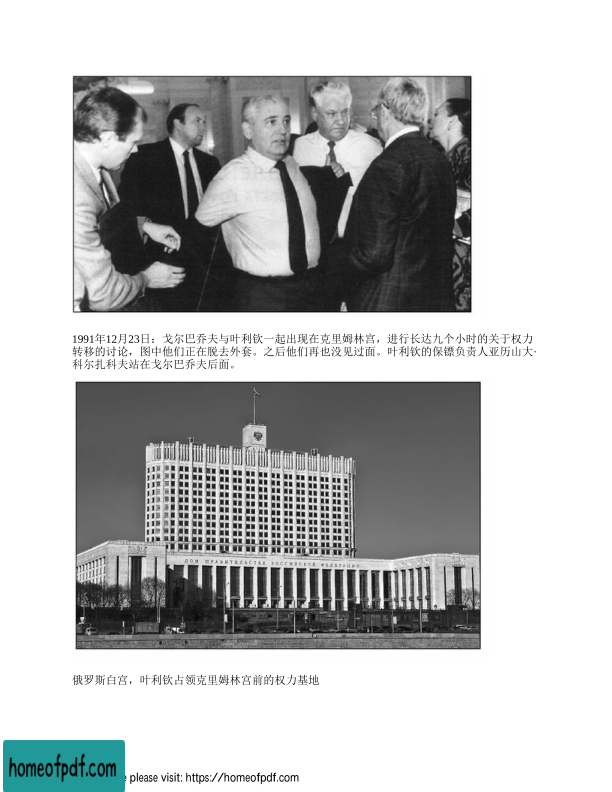 1991年12月23日：戈尔巴乔夫与叶利钦一起出现在克里姆林宫，进行长达九个小时的关于权力
转移的讨论，图中他们正在脱去外套。之后他们再也没见过面。叶利钦的保镖负责人亚历山大·
科尔扎科夫站在戈尔巴乔夫后面。
ДОМ ПРАВИТЕЛЬСТВА РОССИЙСКОЙ ФЕДЕРАЦИИ
俄罗斯白宫，叶利钦占领克里姆林宫前的权力基地
homeofpdf.com
please visit: https://homeofpdf.com